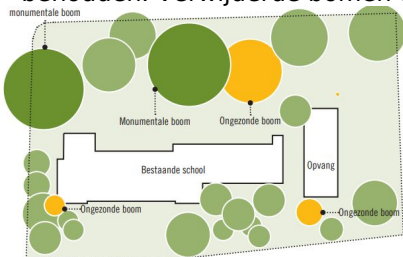 behouden. Verwijderde bomen
monumentale boom
Monumentale boom
Ongezonde boom
Bestaande school
Opvang
Ongezonde boom
Ongezonde boom